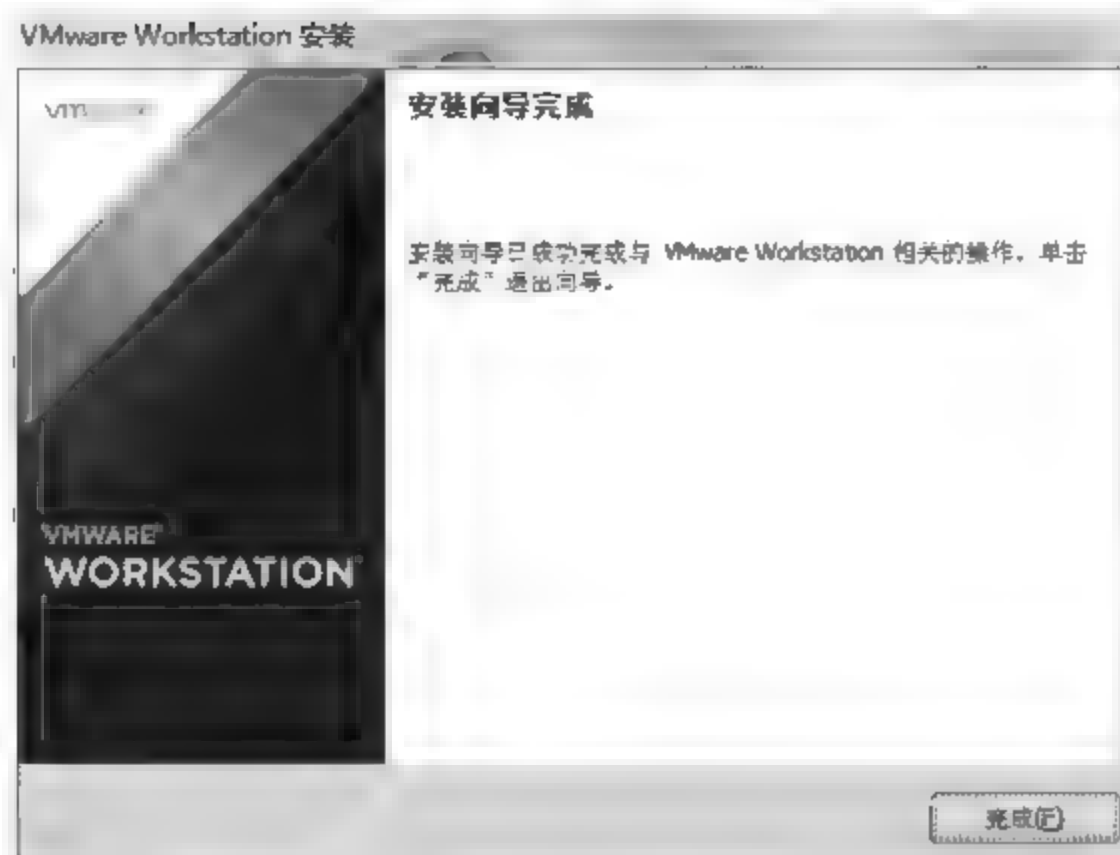 VMware Workstation 安装
安装向导完成
安装向导已成功完成与 VMware Workstation 相关的操作。单击
“完成”退出向导。
VMWARE®
WORKSTATION®
完成(F)